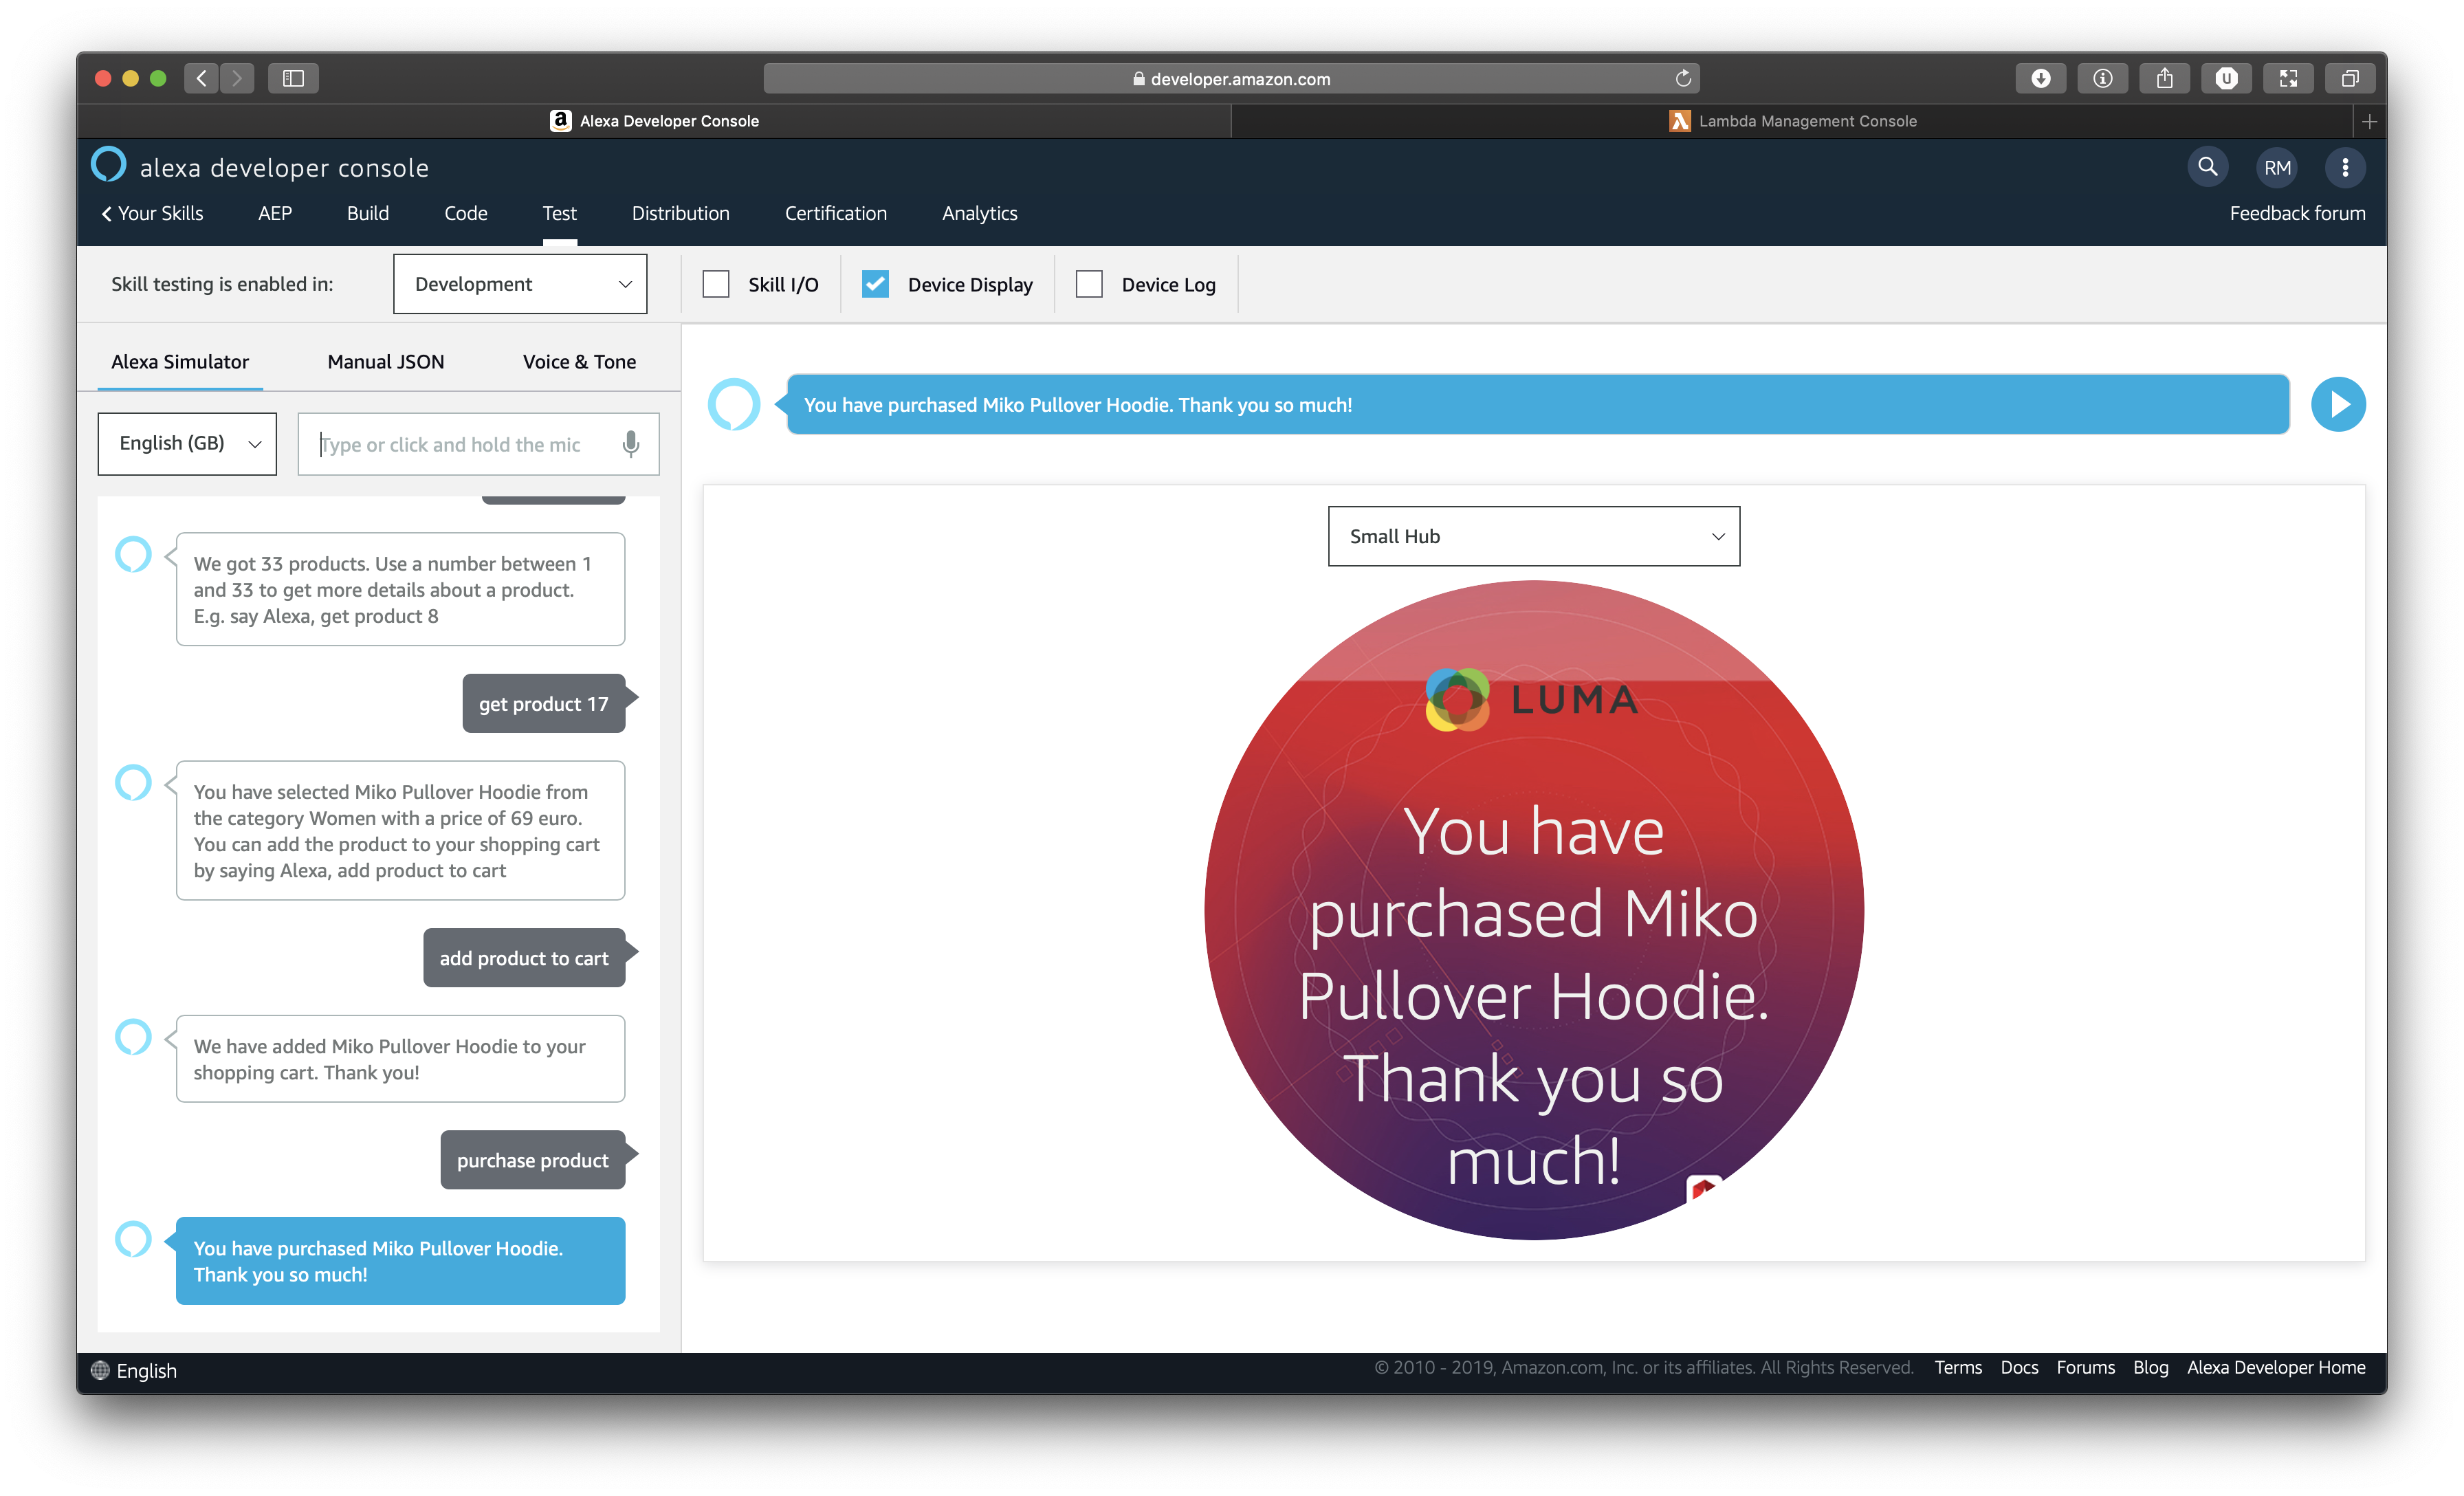 developer.amazon.com
Alexa Developer Console
Lambda Management Console
alexa developer console
RM
Your Skills
AEP
Build
Code
Test
Distribution
Certification
Analytics
Feedback forum
Skill testing is enabled in:
Development
Skill I/O
Device Display
Device Log
Alexa Simulator
Manual JSON
Voice & Tone
English (GB)
Type or click and hold the mic
We got 33 products. Use a number between 1
and 33 to get more details about a product.
E.g. say Alexa, get product 8
get product 17
You have selected Miko Pullover Hoodie from
the category Women with a price of 69 euro.
You can add the product to your shopping cart
by saying Alexa, add product to cart
add product to cart
We have added Miko Pullover Hoodie to your
shopping cart. Thank you!
purchase product
You have purchased Miko Pullover Hoodie.
Thank you so much!
You have purchased Miko Pullover Hoodie. Thank you so much!
Small Hub
LUMA
You have
purchased Miko
Pullover Hoodie.
Thank you so
much!
English
© 2010 - 2019, Amazon.com, Inc. or its affiliates. All Rights Reserved.
Terms
Docs
Forums
Blog
Alexa Developer Home